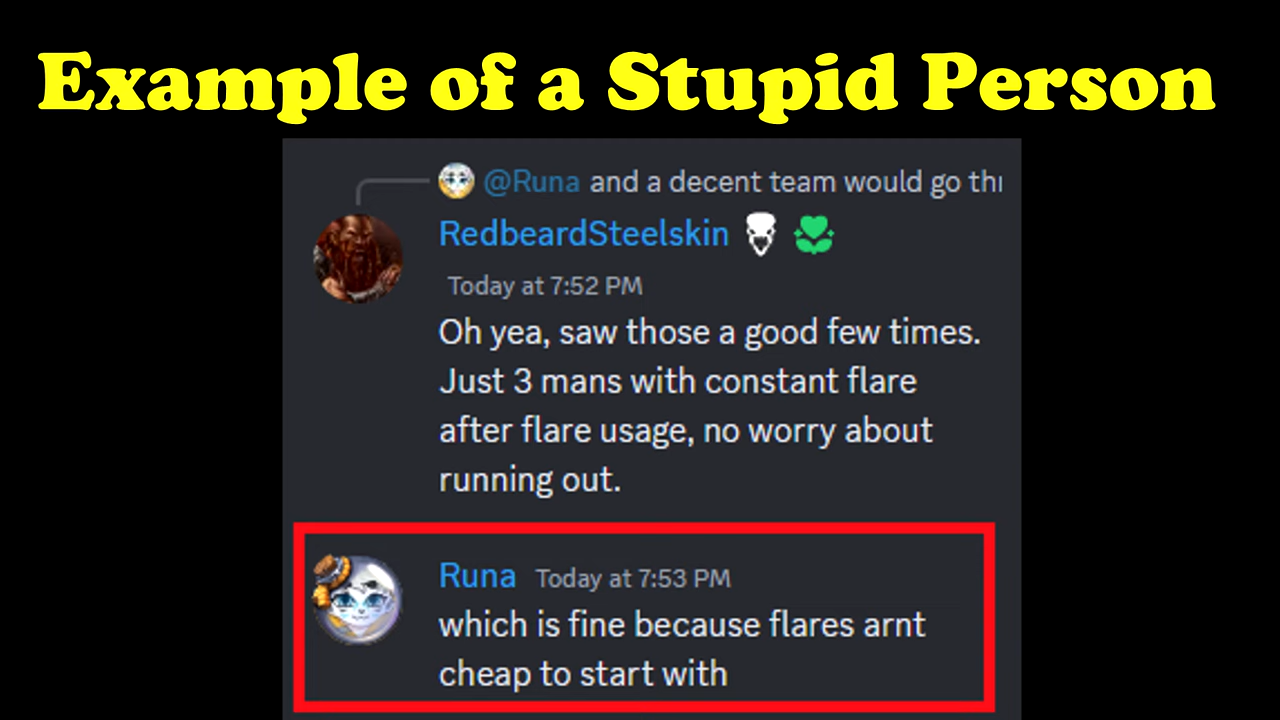 Example of a Stupid Person
@Runa and a decent team would go
RedbeardSteelskin
Today at 7:52 PM
Oh yea, saw those a good few times.
Just 3 mans with constant flare
after flare usage, no worry about
running out.
Runa Today at 7:53 PM
which is fine because flares arnt
cheap to start with